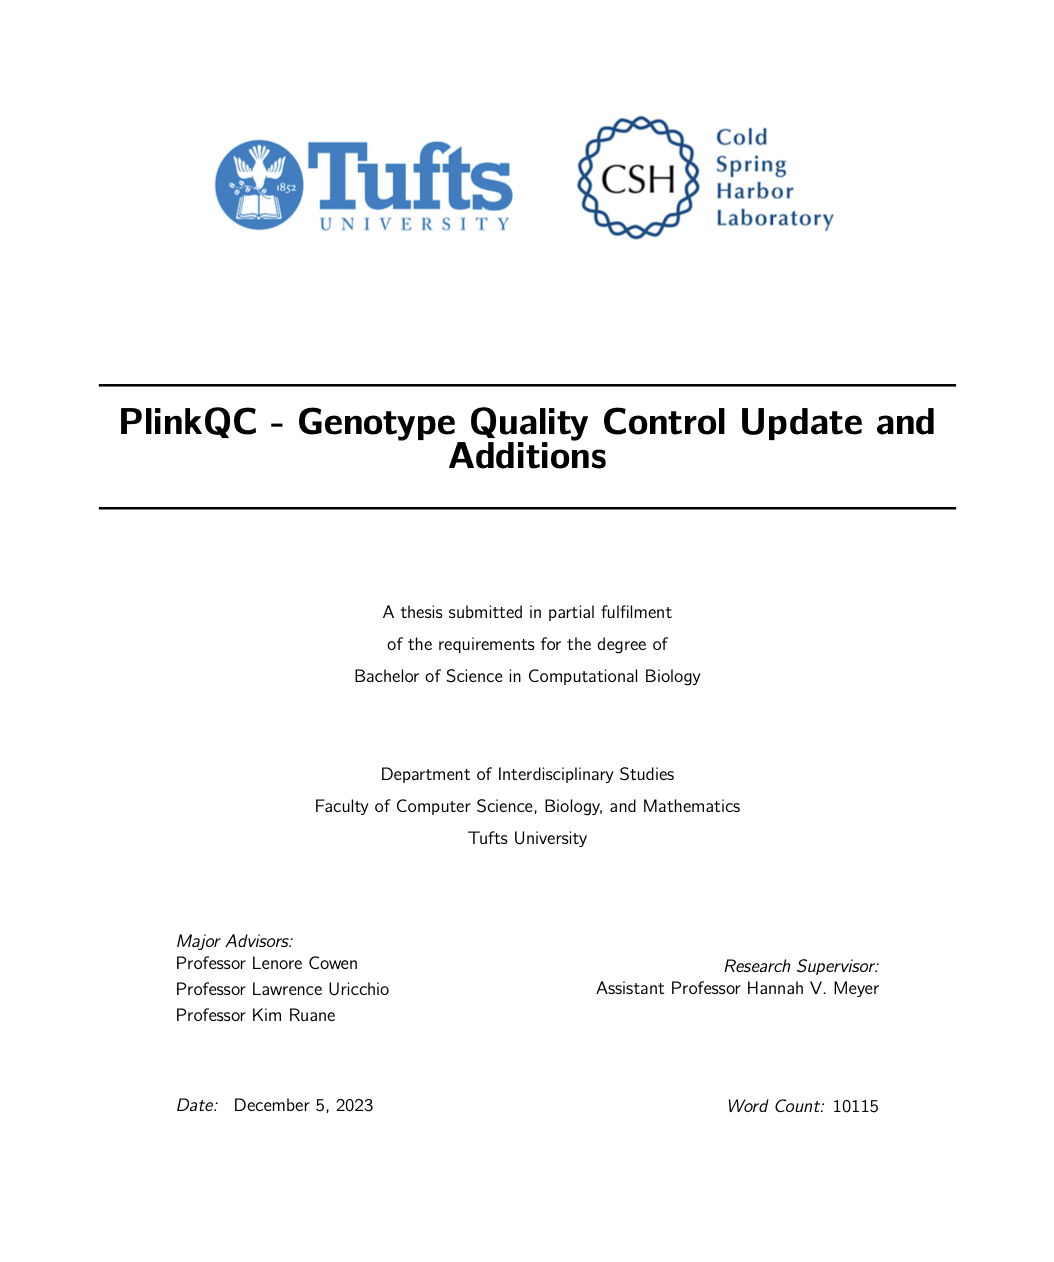 1852
Tufts
UNIVERSITY
CSH
Cold
Spring
Harbor
Laboratory
PlinkQC - Genotype Quality Control Update and
Additions
A thesis submitted in partial fulfilment
of the requirements for the degree of
Bachelor of Science in Computational Biology
Department of Interdisciplinary Studies
Faculty of Computer Science, Biology, and Mathematics
Tufts University
Major Advisors:
Professor Lenore Cowen
Professor Lawrence Uricchio
Professor Kim Ruane
Research Supervisor:
Assistant Professor Hannah V. Meyer
Date: December 5, 2023
Word Count: 10115